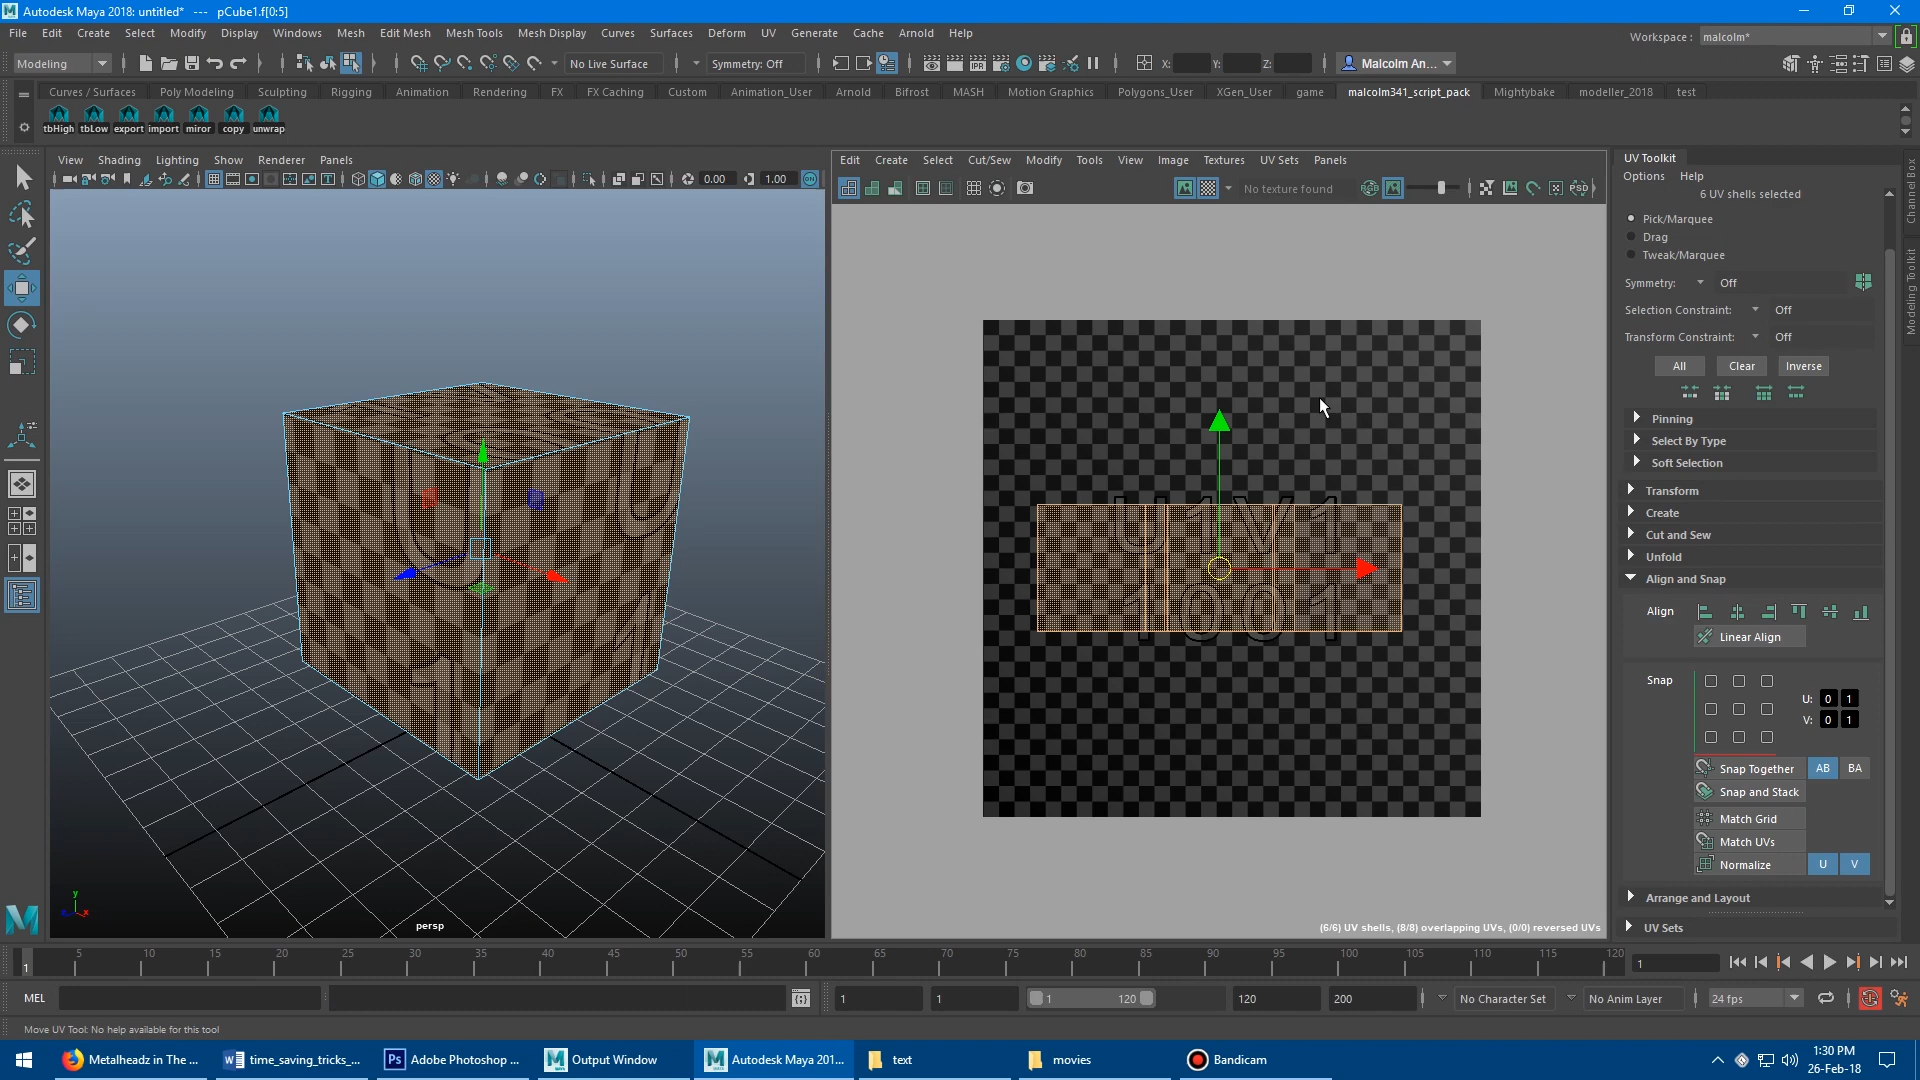 Autodesk Maya 2018: untitled* --- pCube1.f[0:5]
File Edit Create Select Modify Display Windows Mesh Edit Mesh Mesh Tools Mesh Display Curves Surfaces Deform UV Generate Cache Arnold Help
Workspace : malcolm*
Modeling No Live Surface Symmetry: Off X: Y: Z: Malcolm An...
Curves / Surfaces Poly Modeling Sculpting Rigging Animation Rendering FX FX Caching Custom Animation_User Arnold Bifrost MASH Motion Graphics Polygons_User XGen_User game malcolm341_script_pack Mightybake modeller_2018 test
tbHigh tbLow export import miror copy unwrap
View Shading Lighting Show Renderer Panels
0.00 1.00 ON
persp
y
Edit Create Select Cut/Sew Modify Tools View Image Textures UV Sets Panels
No texture found RGB PSD
U1V1
1001
(6/6) UV shells, (8/8) overlapping UVs, (0/0) reversed UVs
UV Toolkit
Options Help
6 UV shells selected
Pick/Marquee
Drag
Tweak/Marquee
Symmetry: Off
Selection Constraint: Off
Transform Constraint: Off
All Clear Inverse
Pinning
Select By Type
Soft Selection
Transform
Create
Cut and Sew
Unfold
Align and Snap
Align
Linear Align
Snap
U: 0 1
V: 0 1
Snap Together AB BA
Snap and Stack
Match Grid
Match UVs
Normalize U V
Arrange and Layout
UV Sets
Channel Box
Modeling Toolkit
1 5 10 15 20 25 30 35 40 45 50 55 60 65 70 75 80 85 90 95 100 105 110 115 120 1
MEL 1 1 1 120 120 200 No Character Set No Anim Layer 24 fps
Move UV Tool: No help available for this tool
Metalheadz in The ... time_saving_tricks_... Adobe Photoshop ... Output Window Autodesk Maya 201... text movies Bandicam
1:30 PM
26-Feb-18